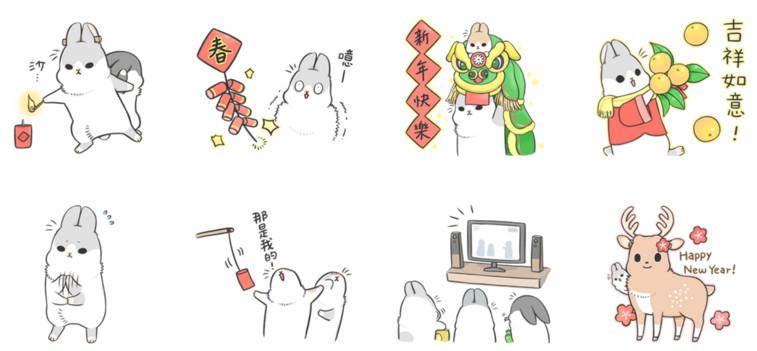 沙…
春
噫—
新年快樂
吉祥如意！
那是我的！
Happy
New Year!